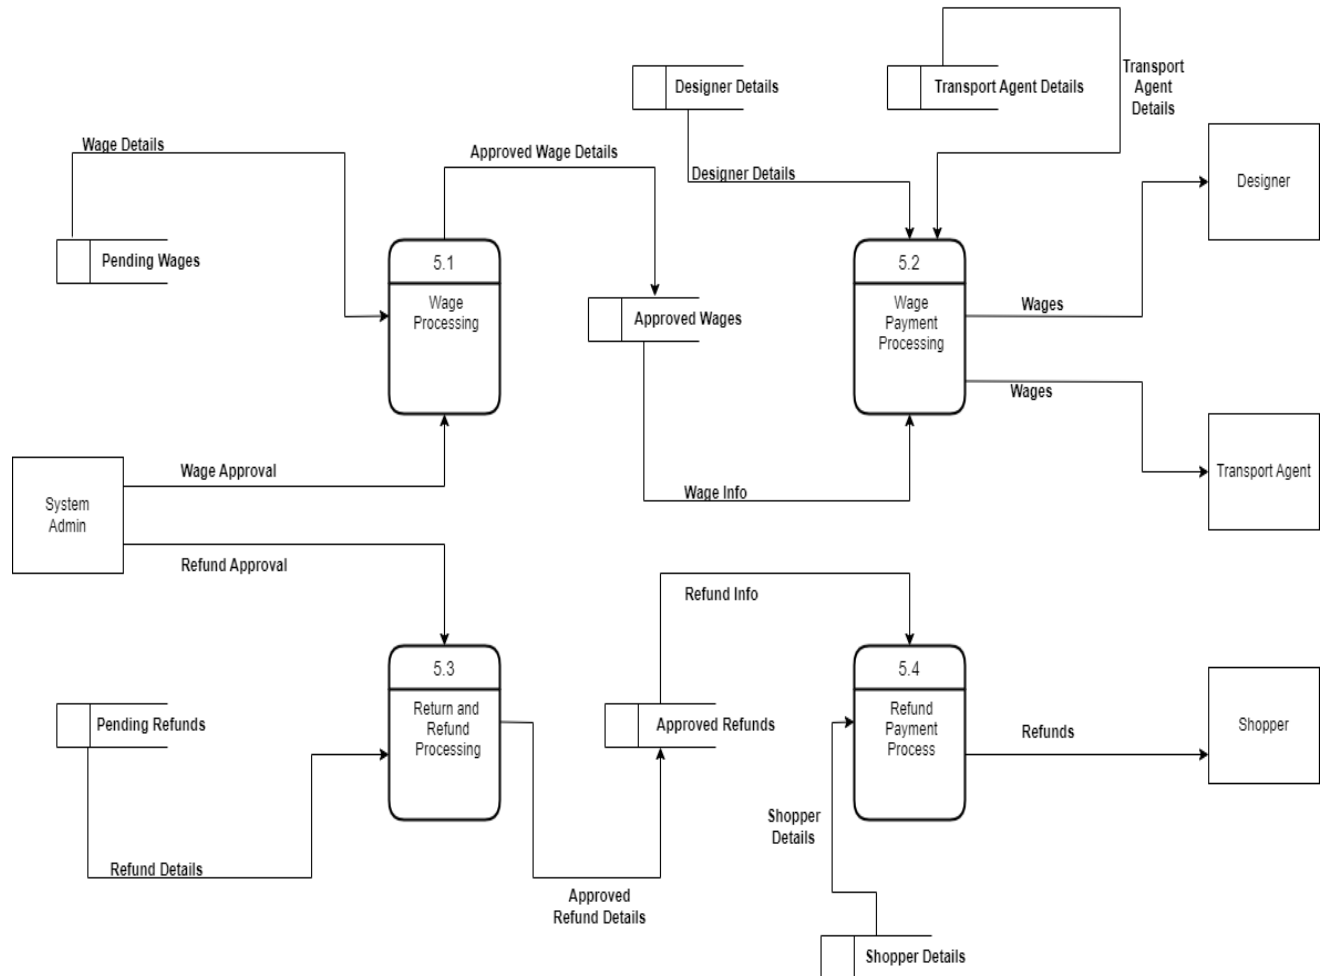 Transport
Agent
Details
Designer Details
Transport Agent Details
Wage Details
Approved Wage Details
Designer Details
Designer
Pending Wages
5.1
Wage
Processing
Approved Wages
5.2
Wage
Payment
Processing
Wages
Wages
Transport Agent
Wage Approval
Wage Info
System
Admin
Refund Approval
Refund Info
5.3
Return and
Refund
Processing
5.4
Refund
Payment
Process
Pending Refunds
Approved Refunds
Refunds
Shopper
Shopper
Details
Refund Details
Approved
Refund Details
Shopper Details